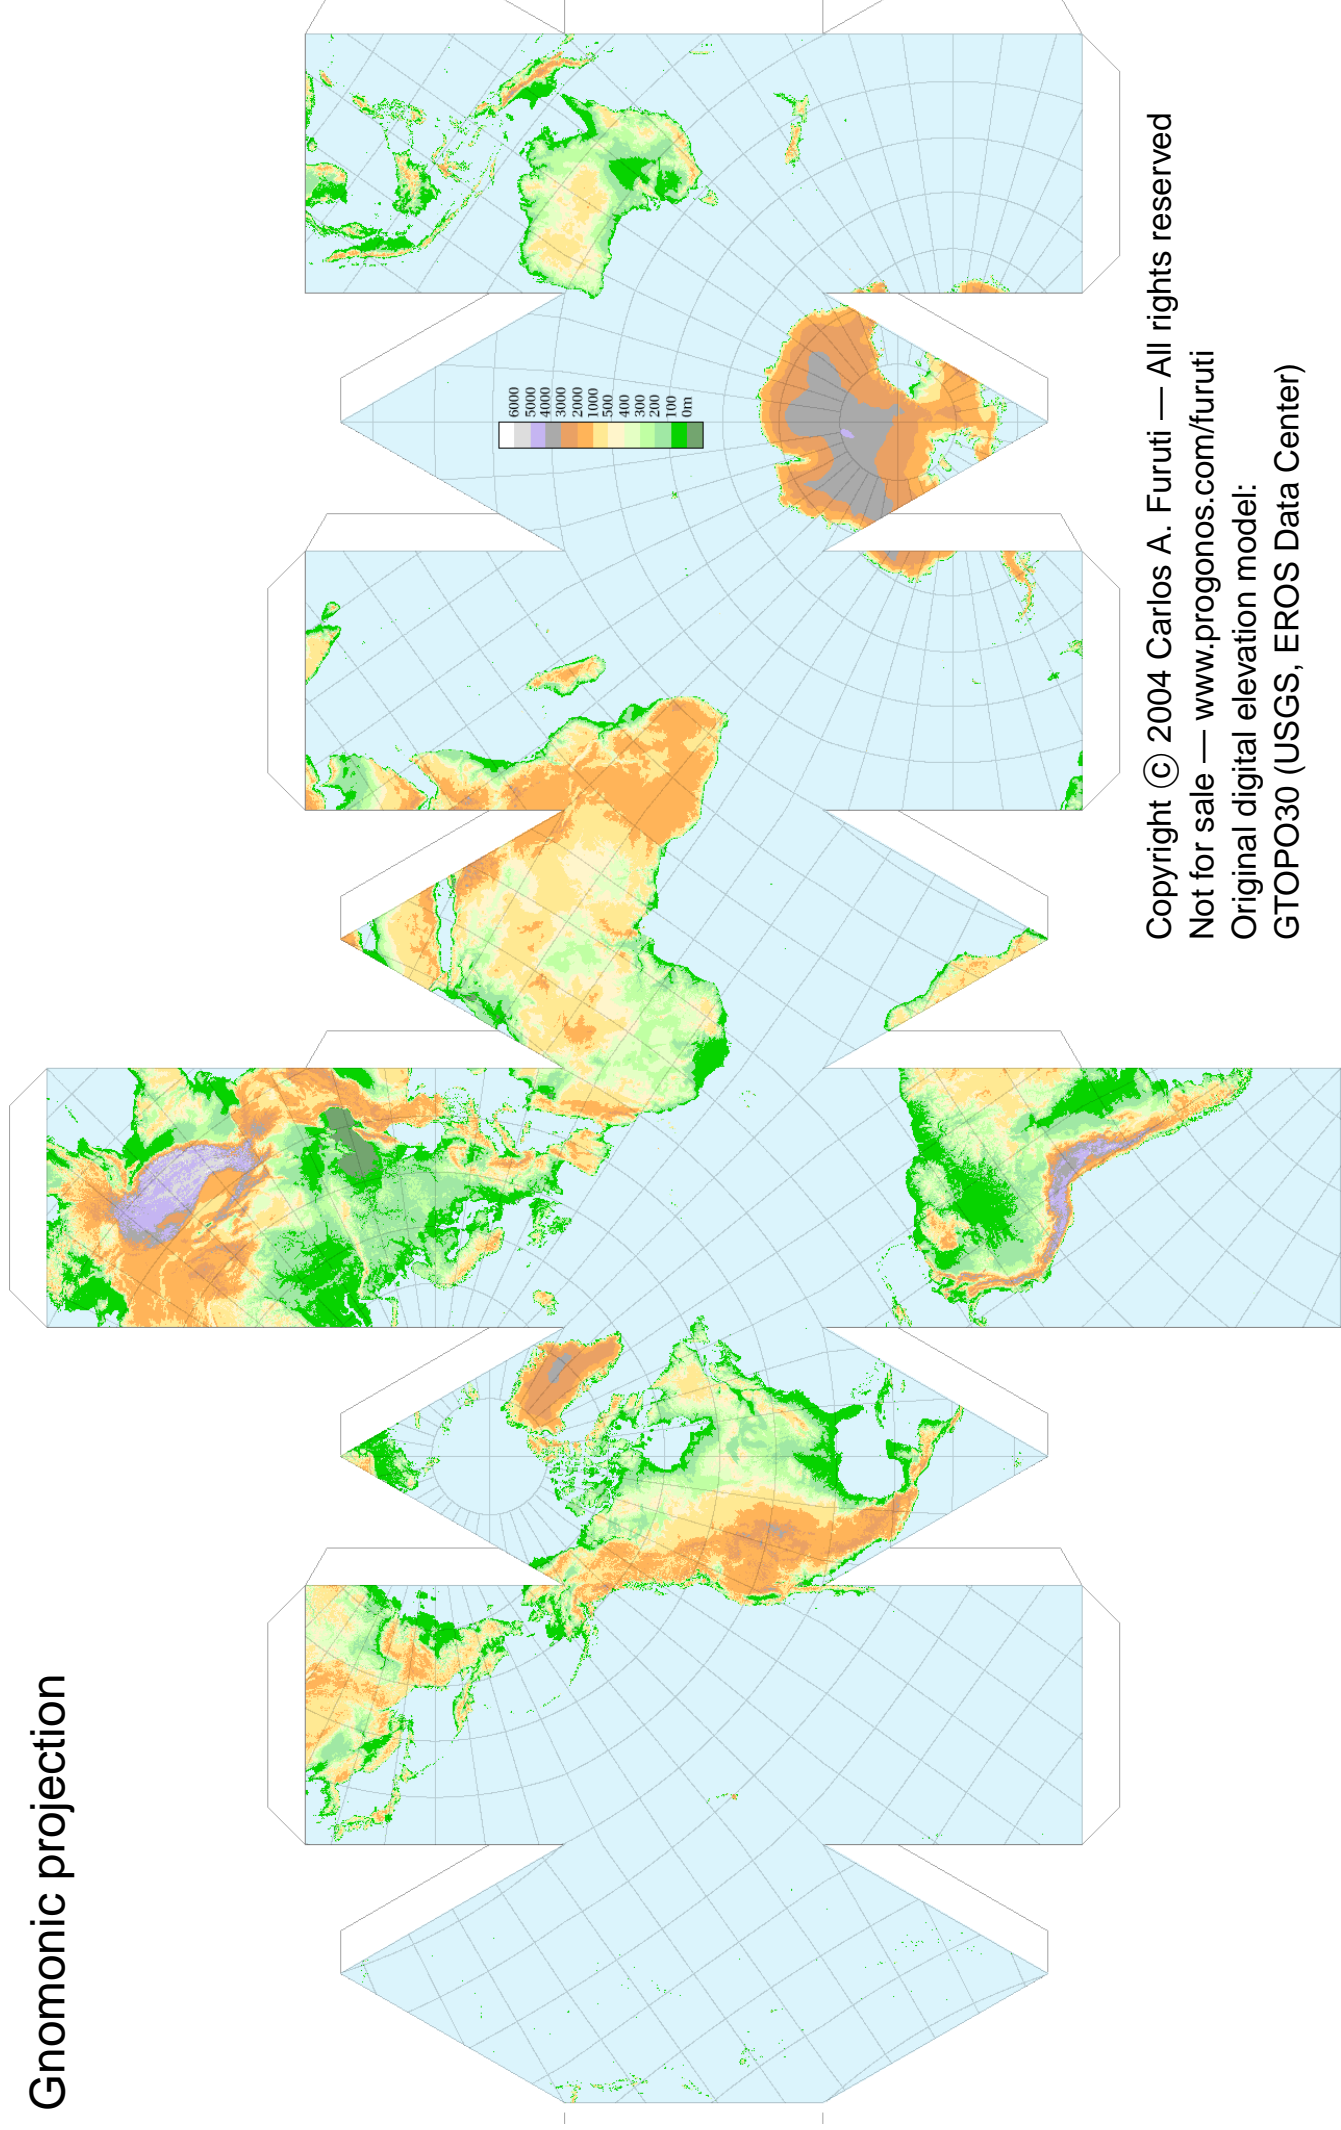 Gnomonic projection
6000
5000
4000
3000
2000
1000
500
400
300
200
100
0m
Copyright © 2004 Carlos A. Furuti — All rights reserved
Not for sale — www.progonos.com/furuti
Original digital elevation model:
GTOPO30 (USGS, EROS Data Center)